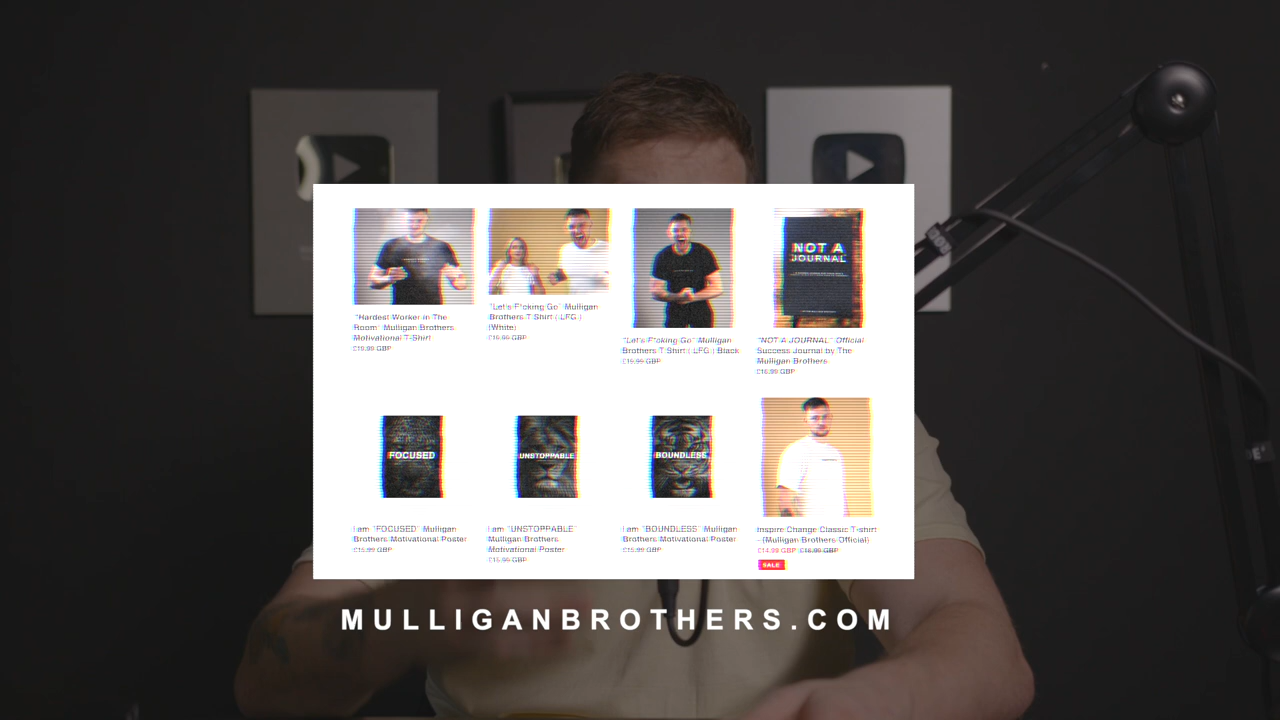 NOT A
JOURNAL
"Hardest Worker in The
Room" Mulligan Brothers
Motivational T-Shirt
£19.99 GBP
"Let's F*cking Go" Mulligan
Brothers T Shirt ( LFG )
(White)
£19.99 GBP
"Let's F*cking Go" Mulligan
Brothers T Shirt ( LFG ) Black
£19.99 GBP
"NOT A JOURNAL" Official
Success Journal by The
Mulligan Brothers
£16.99 GBP
FOCUSED
UNSTOPPABLE
BOUNDLESS
I am "FOCUSED" Mulligan
Brothers Motivational Poster
£15.99 GBP
I am "UNSTOPPABLE"
Mulligan Brothers
Motivational Poster
£15.99 GBP
I am "BOUNDLESS" Mulligan
Brothers Motivational Poster
£15.99 GBP
Inspire Change Classic T-shirt
- (Mulligan Brothers Official)
£14.99 GBP £16.99 GBP
SALE
MULLIGANBROTHERS.COM